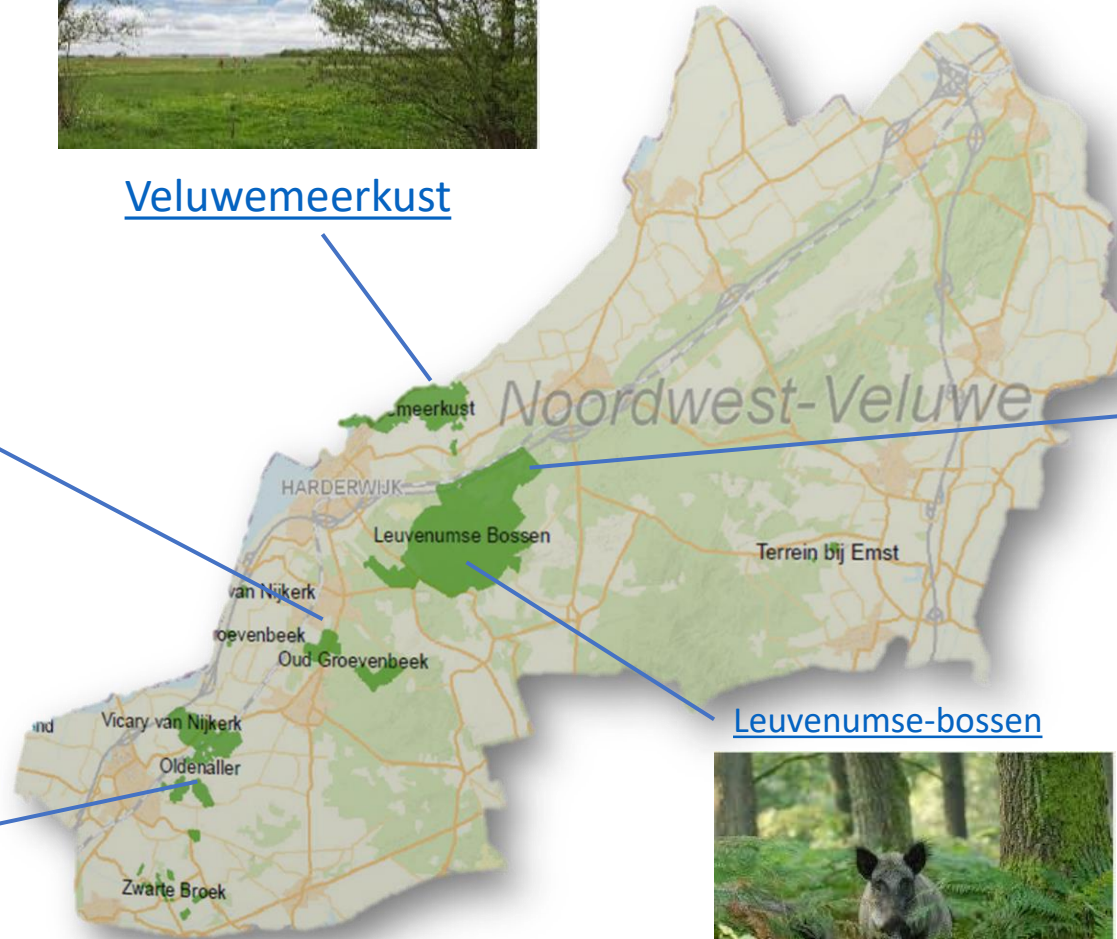 Veluwemeerkust
meerkust
Noordwest-Veluwe
HARDERWIJK
Leuvenumse Bossen
Terrein bij Emst
van Nijkerk
oevenbeek
Oud Groevenbeek
Vicary van Nijkerk
nd
Oldenaller
Zwarte Broek
Leuvenumse-bossen